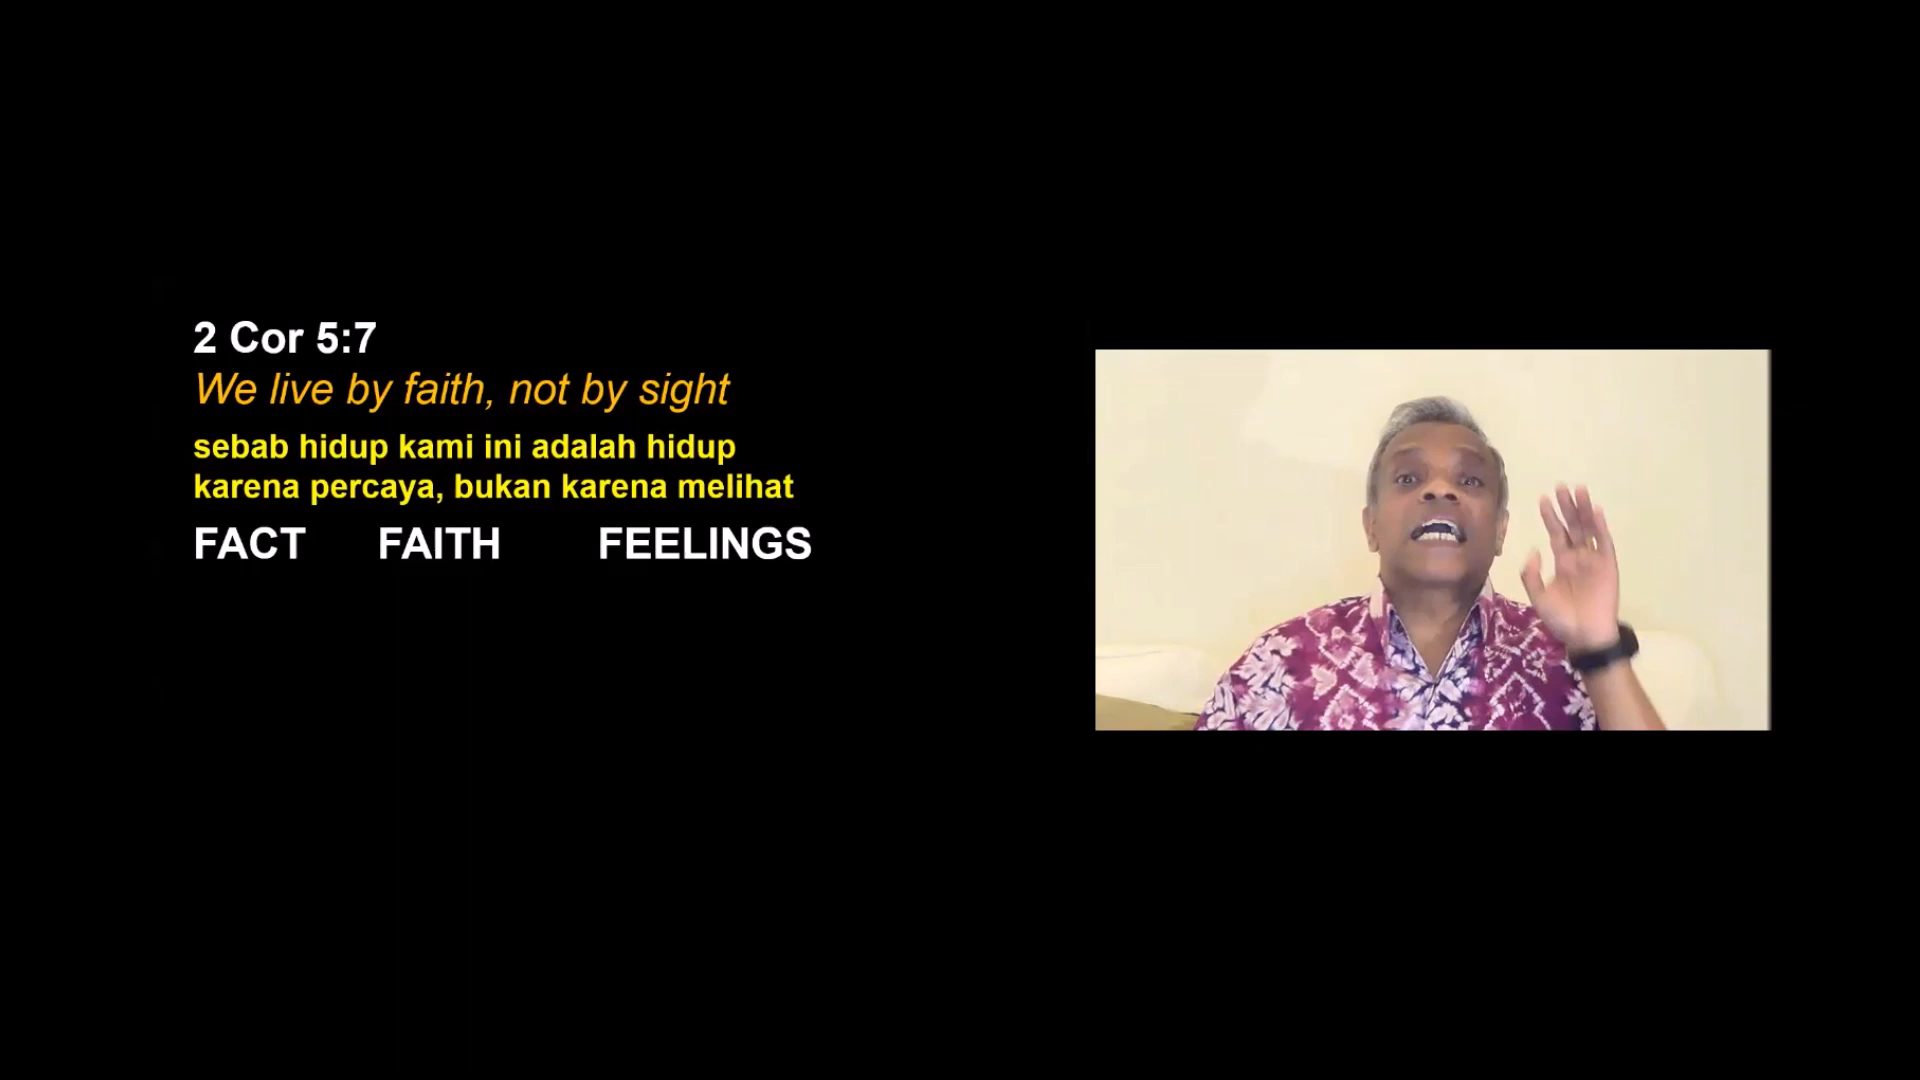 2 Cor 5:7
We live by faith, not by sight
sebab hidup kami ini adalah hidup
karena percaya, bukan karena melihat
FACT FAITH FEELINGS